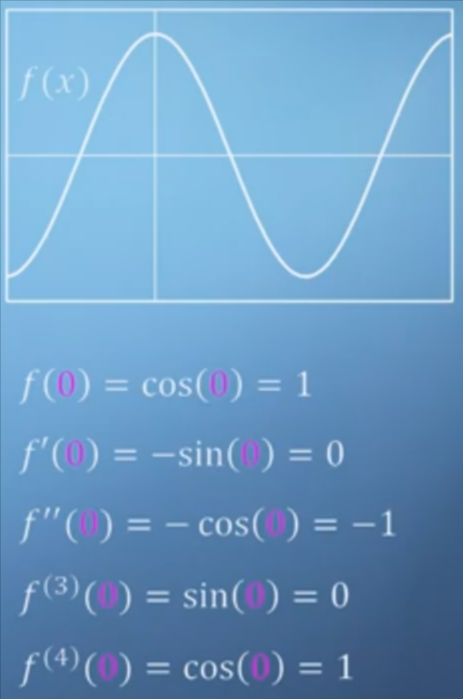 f(x)
f(0) = cos(0) = 1
f′(0) = −sin(0) = 0
f″(0) = − cos(0) = −1
f⁽³⁾(0) = sin(0) = 0
f⁽⁴⁾(0) = cos(0) = 1